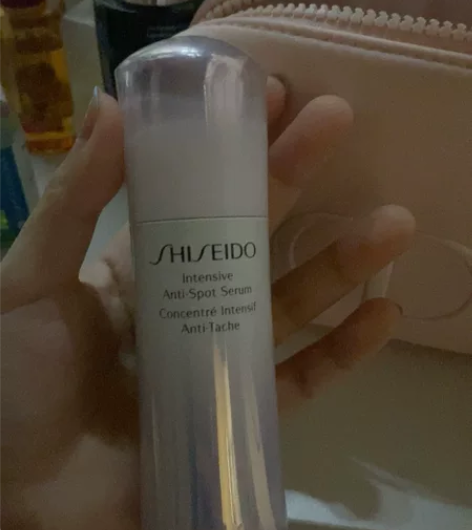 SHISEIDO
Intensive
Anti-Spot Serum
Concentré Intensif
Anti-Tache